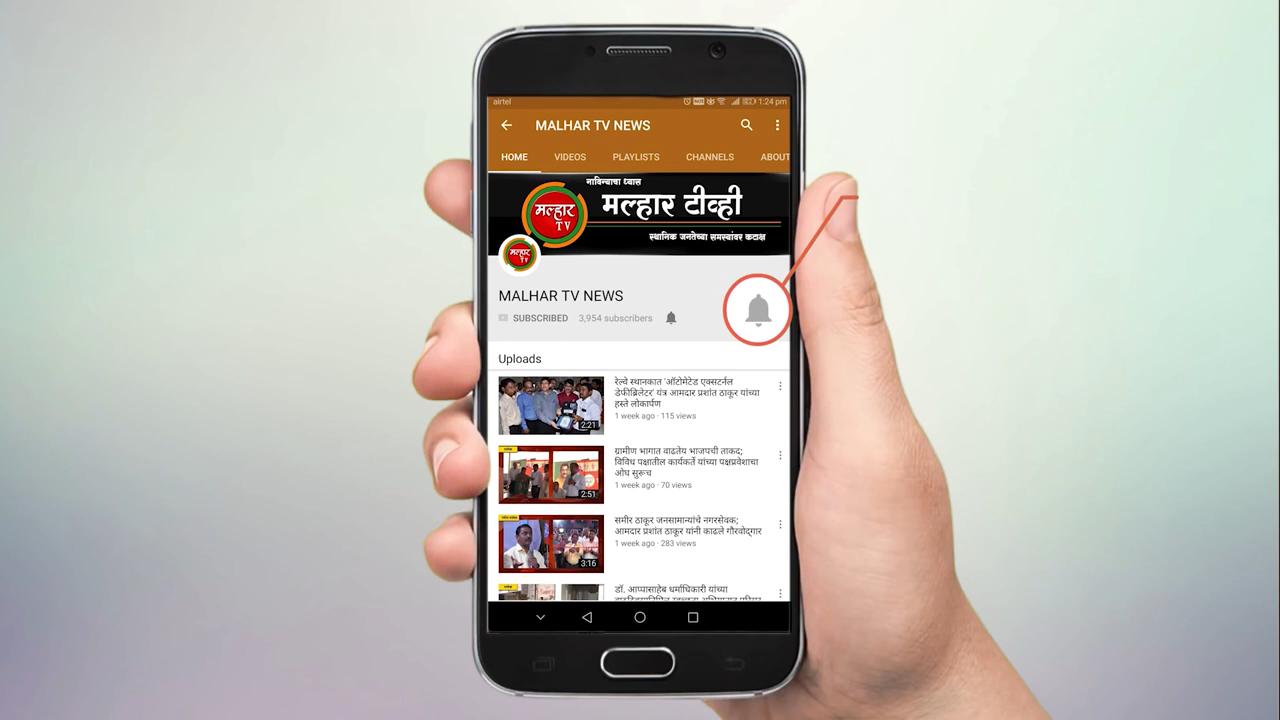 airtel
1:24 pm
MALHAR TV NEWS
HOME VIDEOS PLAYLISTS CHANNELS ABOUT
नाविन्याचा ध्यास
मल्हार टीव्ही
मल्हार
TV
स्थानिक जनतेच्या समस्यांवर कटाक्ष
मल्हार
TV
MALHAR TV NEWS
SUBSCRIBED 3,954 subscribers
Uploads
रेल्वे स्थानकात 'ऑटोमेटेड एक्सटर्नल
डेफीब्रिलेटर' यंत्र आमदार प्रशांत ठाकूर यांच्या
हस्ते लोकार्पण
1 week ago · 115 views
2:21
ग्रामीण भागात वाढतेय भाजपची ताकद;
विविध पक्षातील कार्यकर्ते यांच्या पक्षप्रवेशाचा
ओघ सुरूच
1 week ago · 70 views
2:51
समीर ठाकूर जनसामान्यांचे नगरसेवक;
आमदार प्रशांत ठाकूर यांनी काढले गौरवोद्गार
1 week ago · 283 views
3:16
डॉ. आप्पासाहेब धर्माधिकारी यांच्या